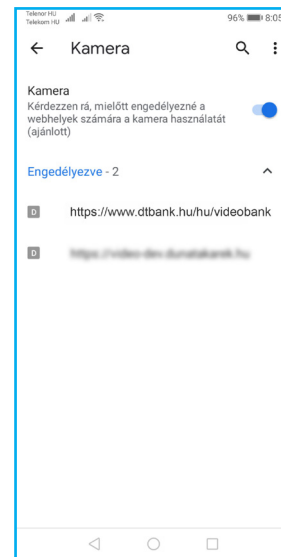 Telenor HU
Telekom HU
96% 8:05
Kamera
Kamera
Kérdezzen rá, mielőtt engedélyezné a
webhelyek számára a kamera használatát
(ajánlott)
Engedélyezve - 2
D https://www.dtbank.hu/hu/videobank
D